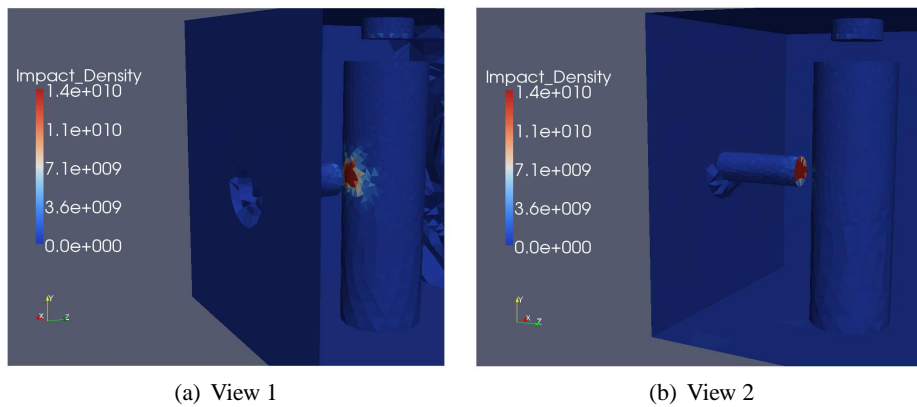 Impact_Density
1.4e+010
1.1e+010
7.1e+009
3.6e+009
0.0e+000
Y
X Z
Impact_Density
1.4e+010
1.1e+010
7.1e+009
3.6e+009
0.0e+000
Y
X
Z
(a) View 1
(b) View 2